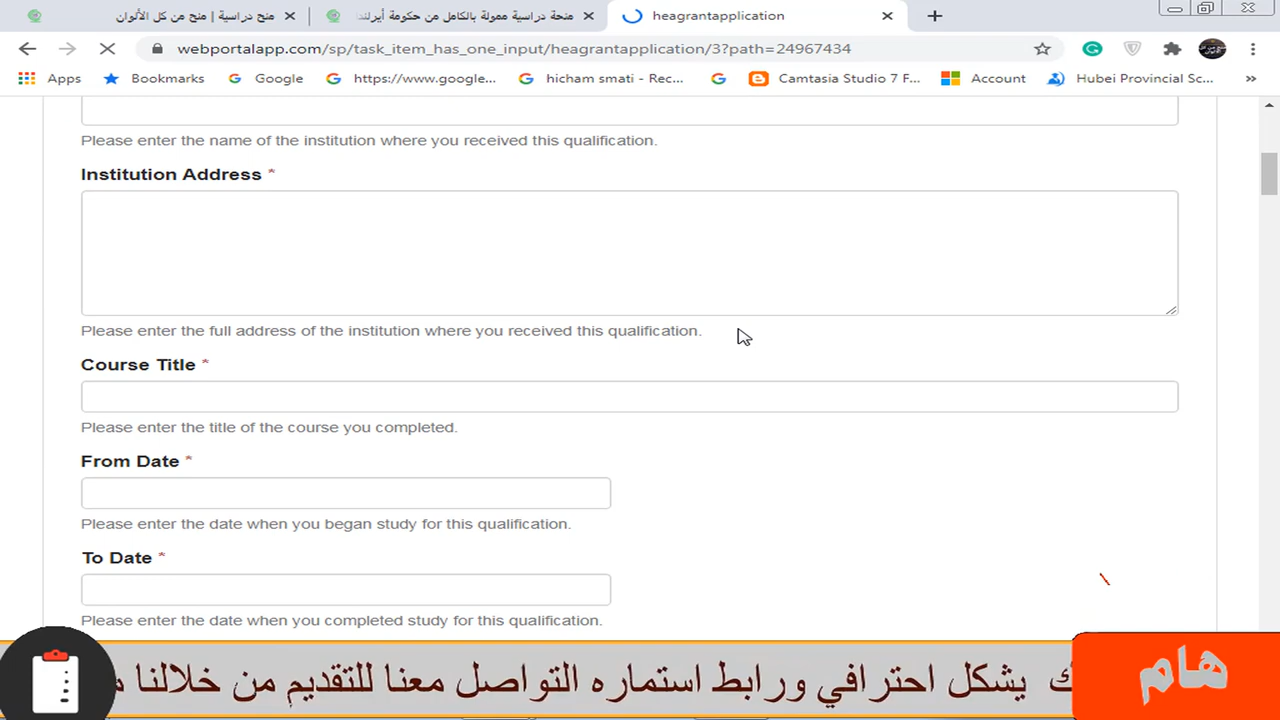 منح دراسية | منح من كل الألوان
منحة دراسية ممولة بالكامل من حكومة أيرلندا
heagrantapplication
webportalapp.com/sp/task_item_has_one_input/heagrantapplication/3?path=24967434
Apps Bookmarks Google https://www.google... hicham smati - Rec... Camtasia Studio 7 F... Account Hubei Provincial Sc... »
Please enter the name of the institution where you received this qualification.
Institution Address *
Please enter the full address of the institution where you received this qualification.
Course Title *
Please enter the title of the course you completed.
From Date *
Please enter the date when you began study for this qualification.
To Date *
Please enter the date when you completed study for this qualification.
يشكل احترافي ورابط استماره التواصل معنا للتقديم من خلالنا
هام